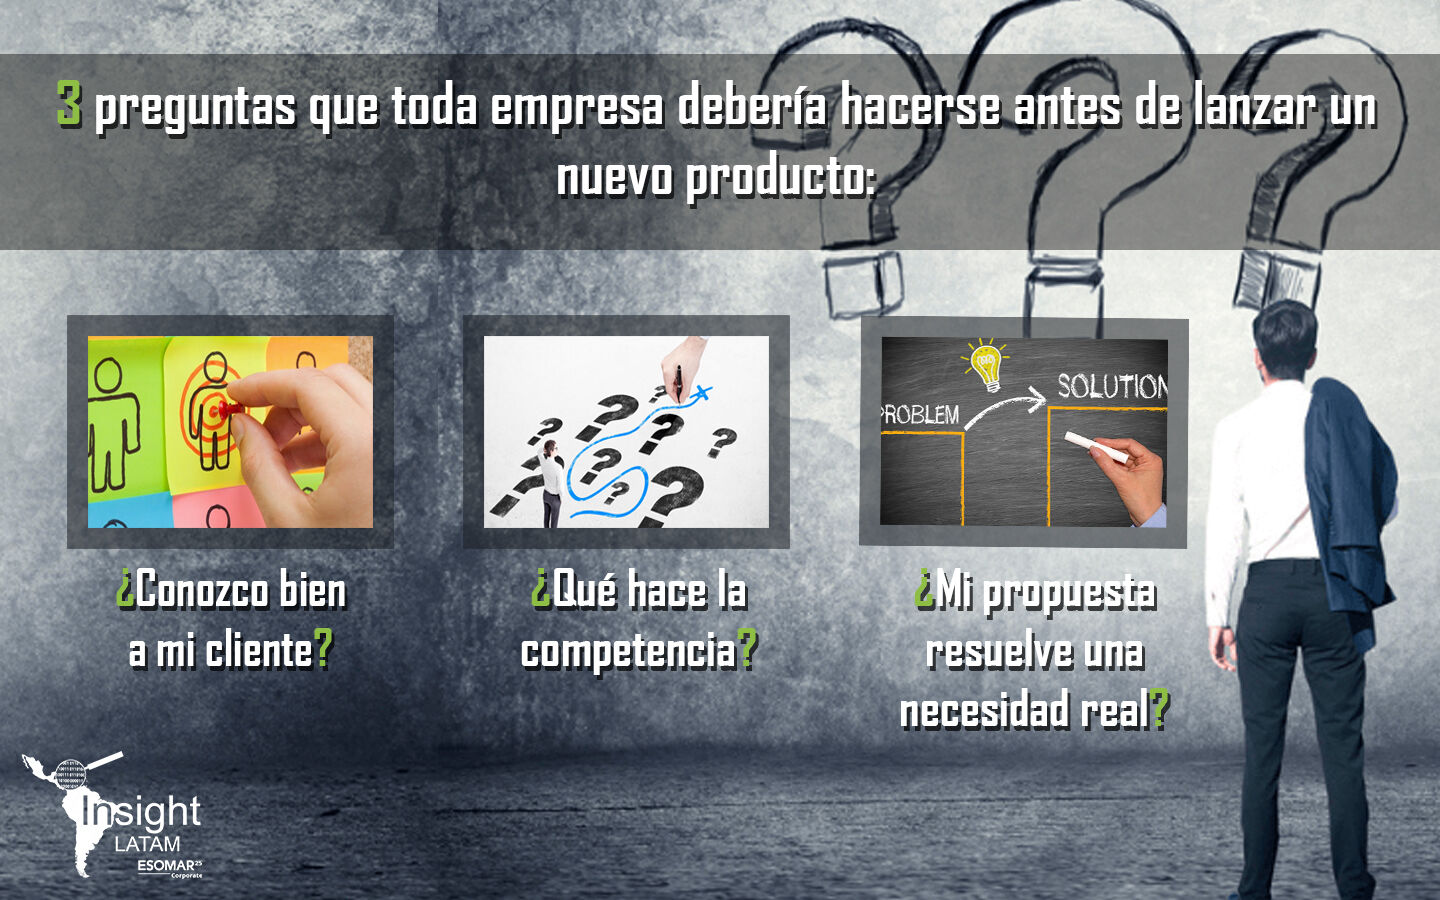 3 preguntas que toda empresa debería hacerse antes de lanzar un
nuevo producto:
PROBLEM
SOLUTION
¿Conozco bien
a mi cliente?
¿Qué hace la
competencia?
¿Mi propuesta
resuelve una
necesidad real?
Insight
LATAM
ESOMAR25
Corporate